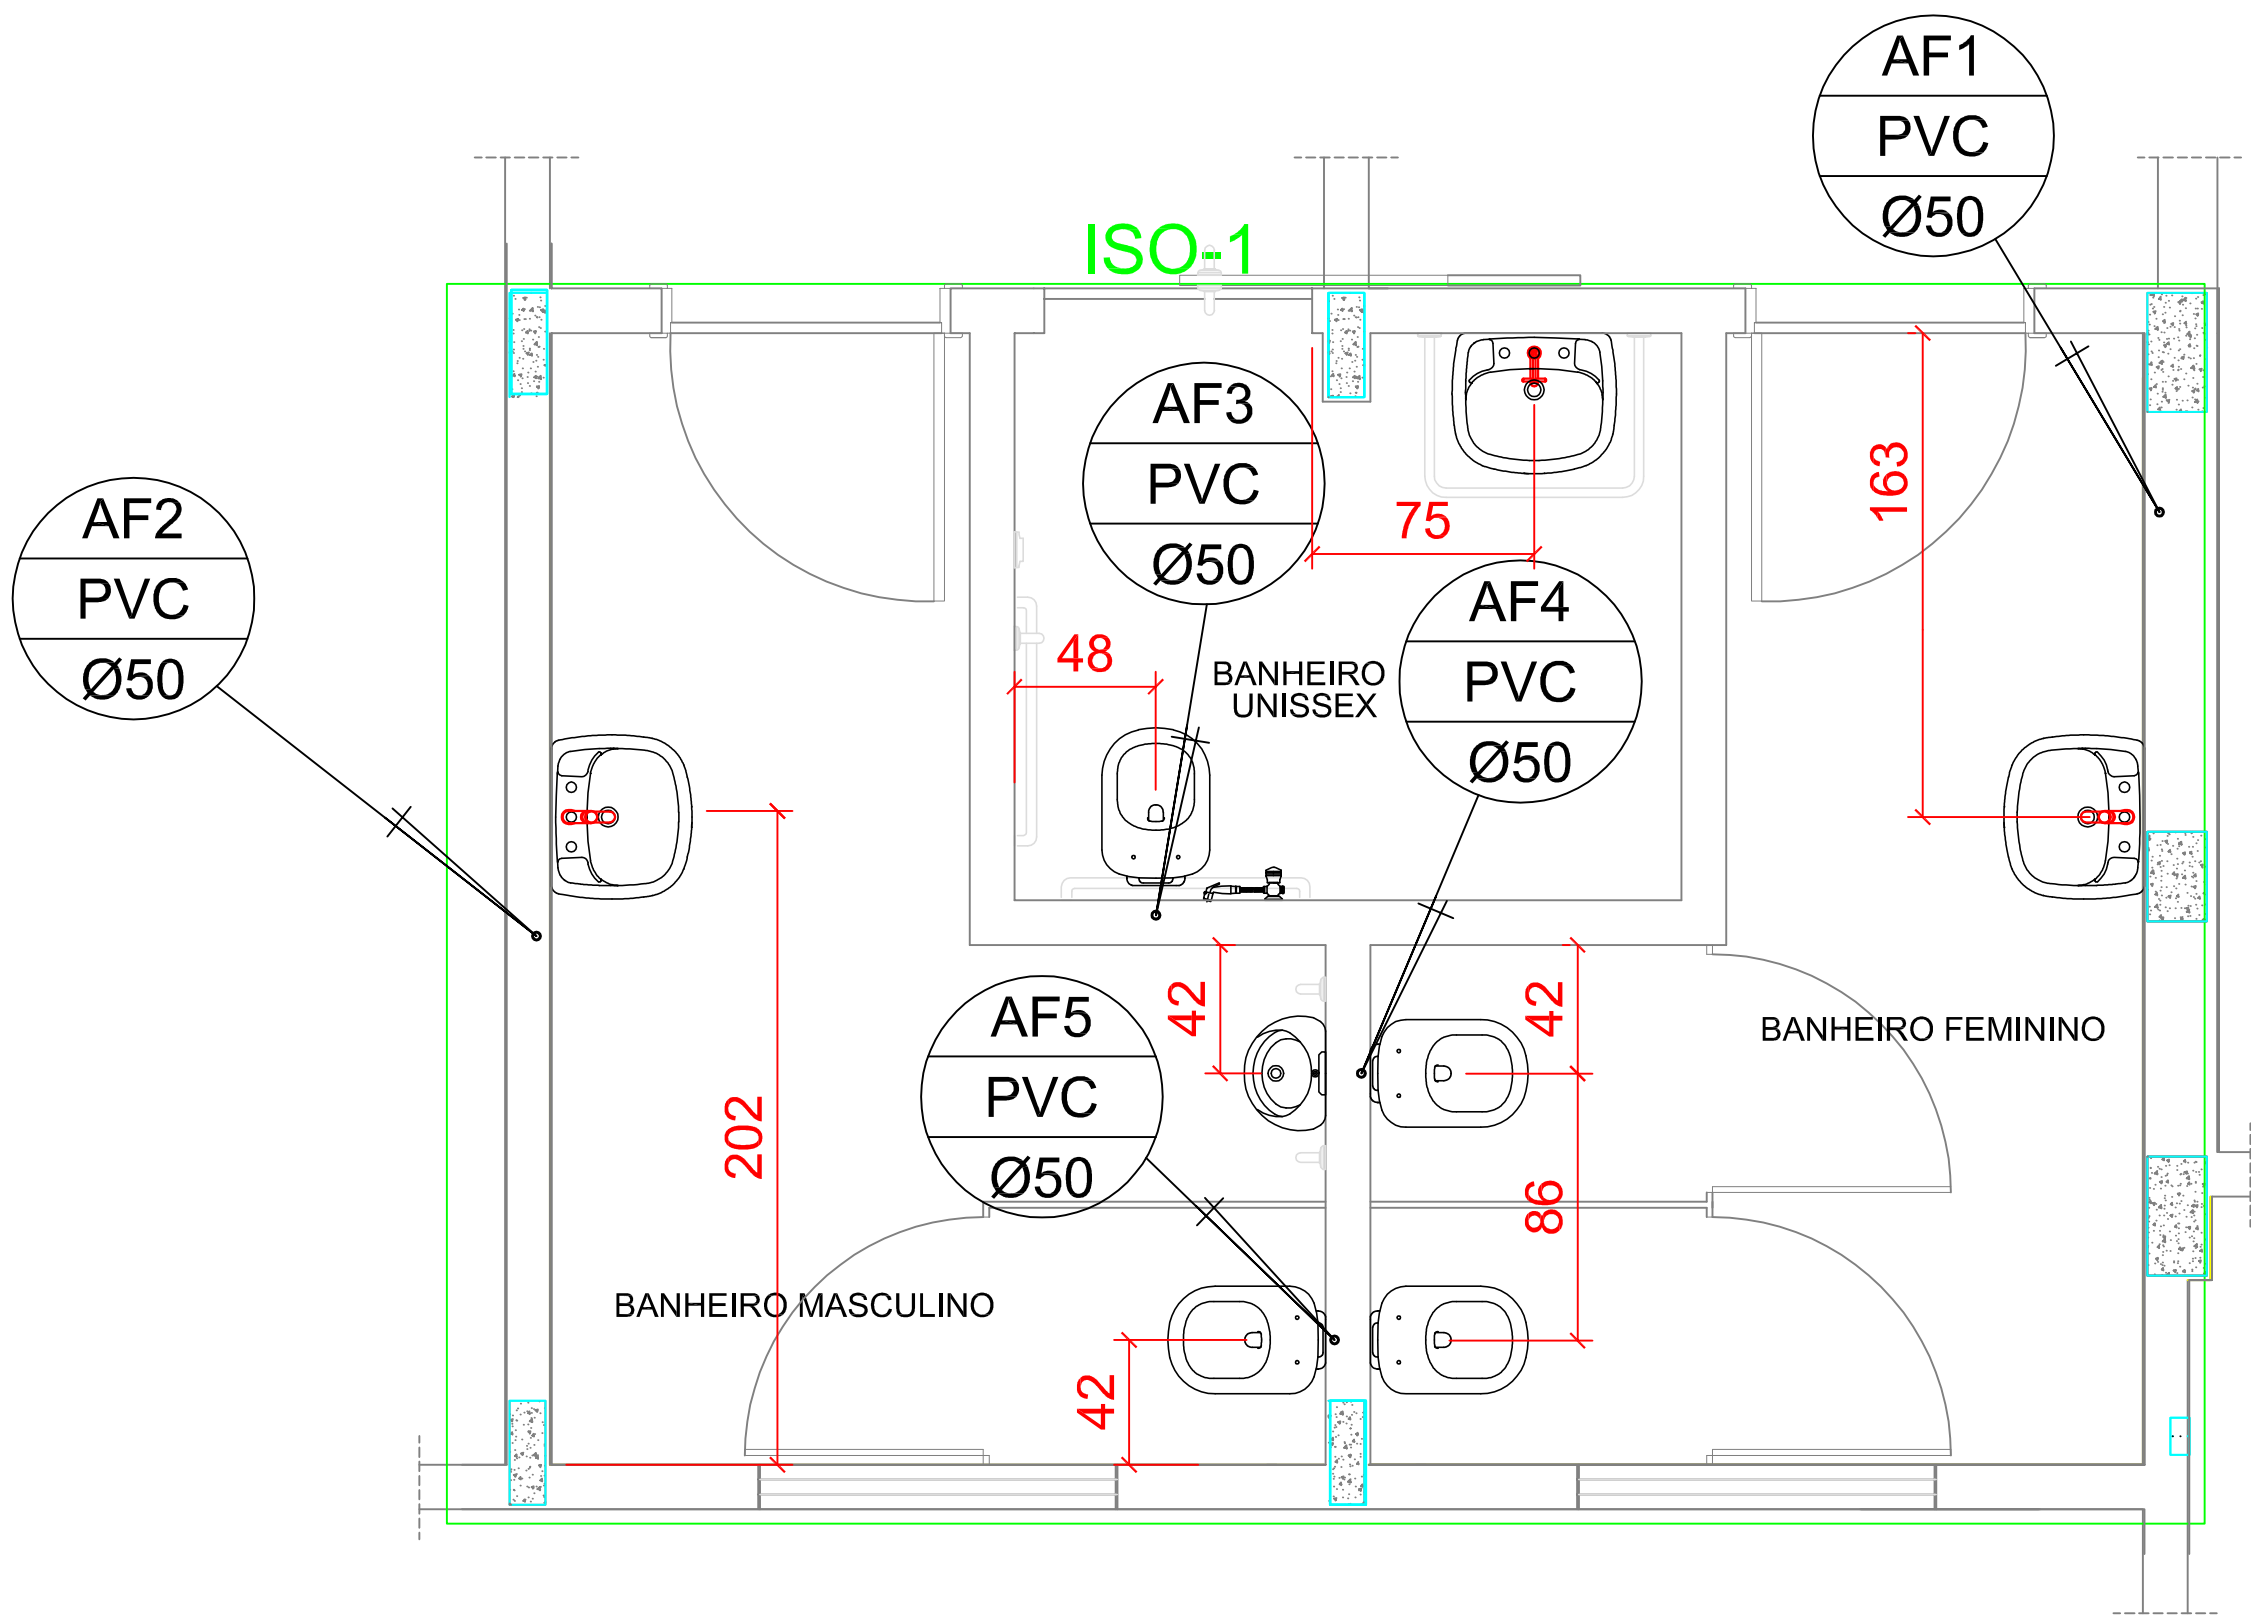 AF1
PVC
Ø50
ISO-1
AF3
PVC
Ø50
75
163
AF2
PVC
Ø50
AF4
PVC
Ø50
48
BANHEIRO
UNISSEX
42
42
AF5
PVC
Ø50
BANHEIRO FEMININO
202
86
BANHEIRO MASCULINO
42